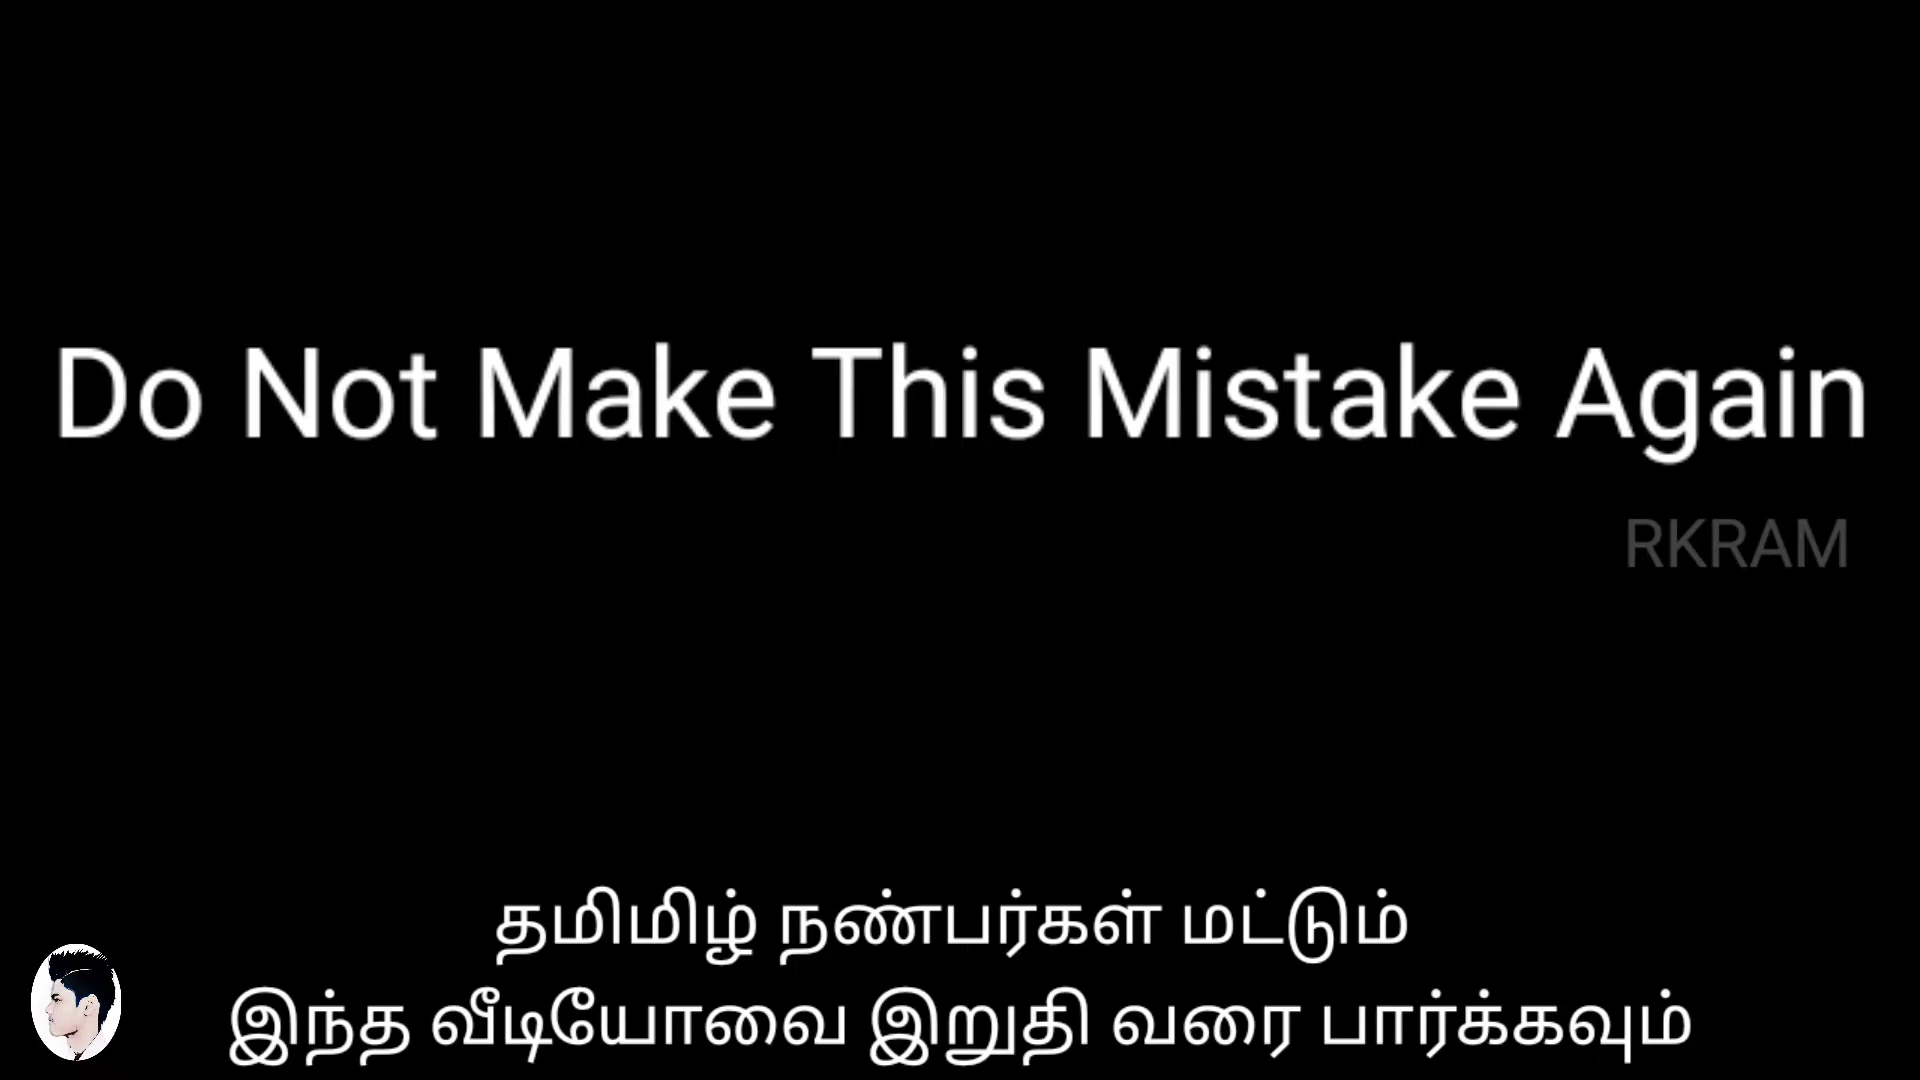 Do Not Make This Mistake Again
RKRAM
தமிமிழ் நண்பர்கள் மட்டும்
இந்த வீடியோவை இறுதி வரை பார்க்கவும்